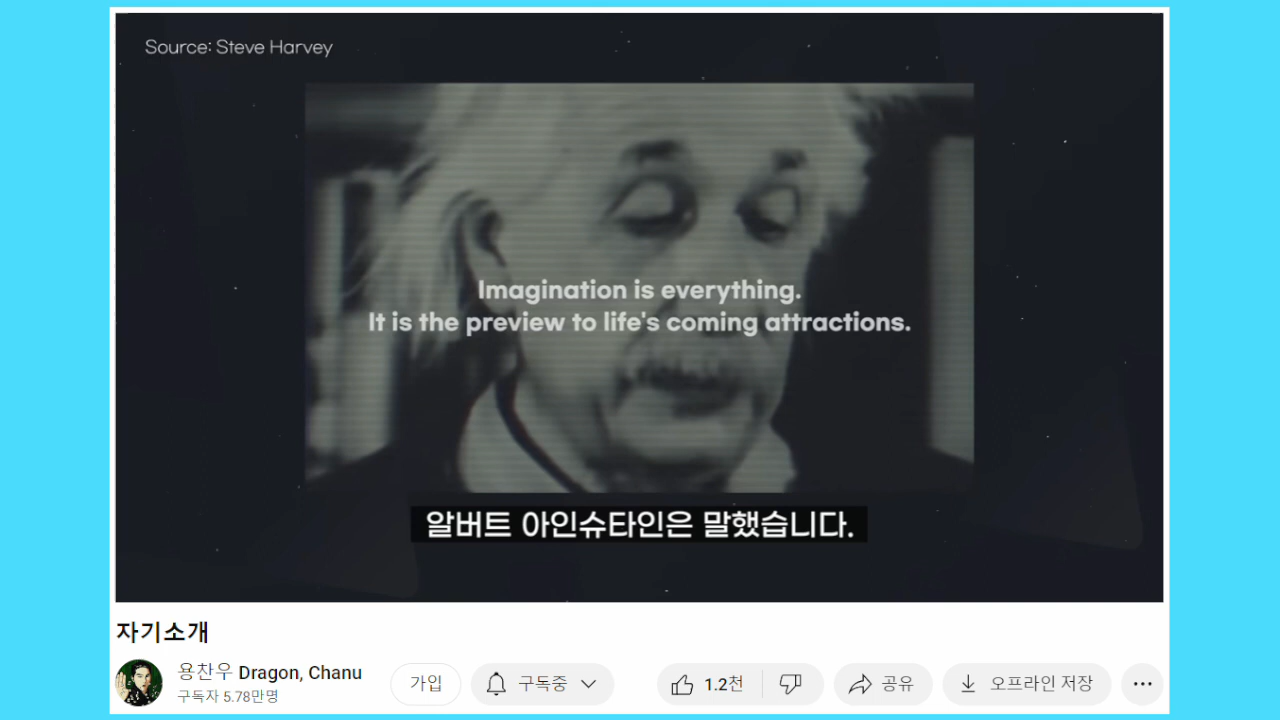 Source: Steve Harvey
Imagination is everything.
It is the preview to life's coming attractions.
알버트 아인슈타인은 말했습니다.
자기소개
용찬우 Dragon, Chanu
구독자 5.78만명
가입
구독중
1.2천
공유
오프라인 저장